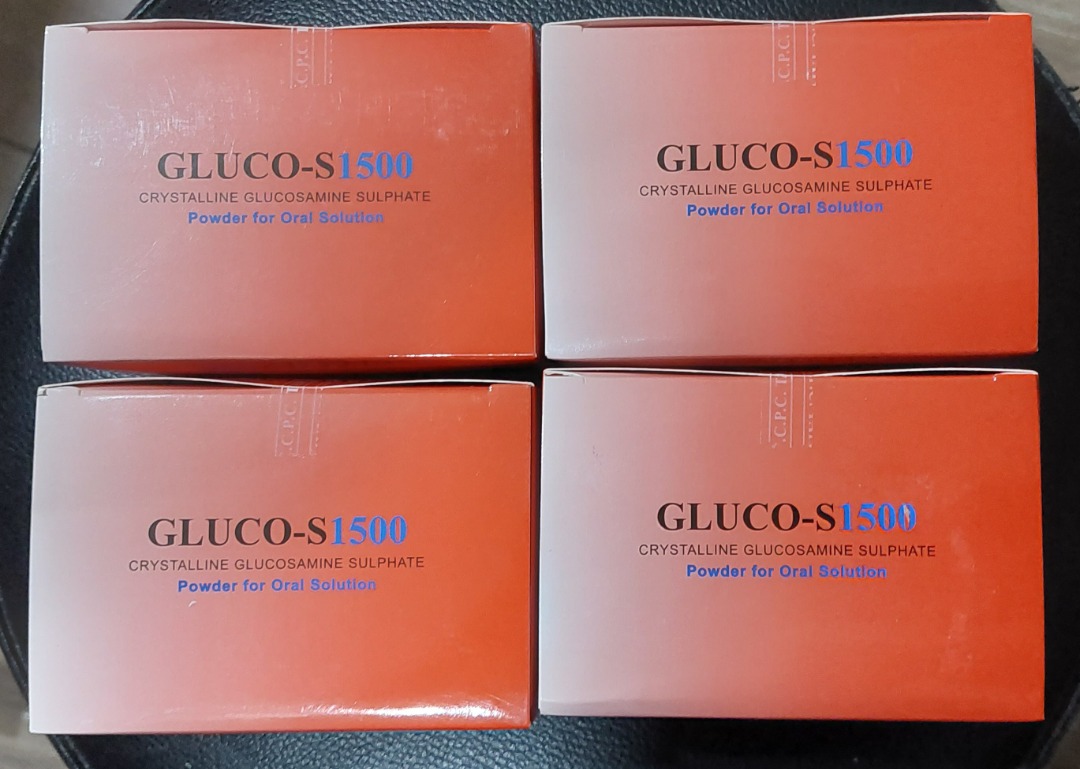 C.P.C.
GLUCO-S1500
CRYSTALLINE GLUCOSAMINE SULPHATE
Powder for Oral Solution
C.P.C.
GLUCO-S1500
CRYSTALLINE GLUCOSAMINE SULPHATE
Powder for Oral Solution
C.P.C.
GLUCO-S1500
CRYSTALLINE GLUCOSAMINE SULPHATE
Powder for Oral Solution
C.P.C.
GLUCO-S1500
CRYSTALLINE GLUCOSAMINE SULPHATE
Powder for Oral Solution